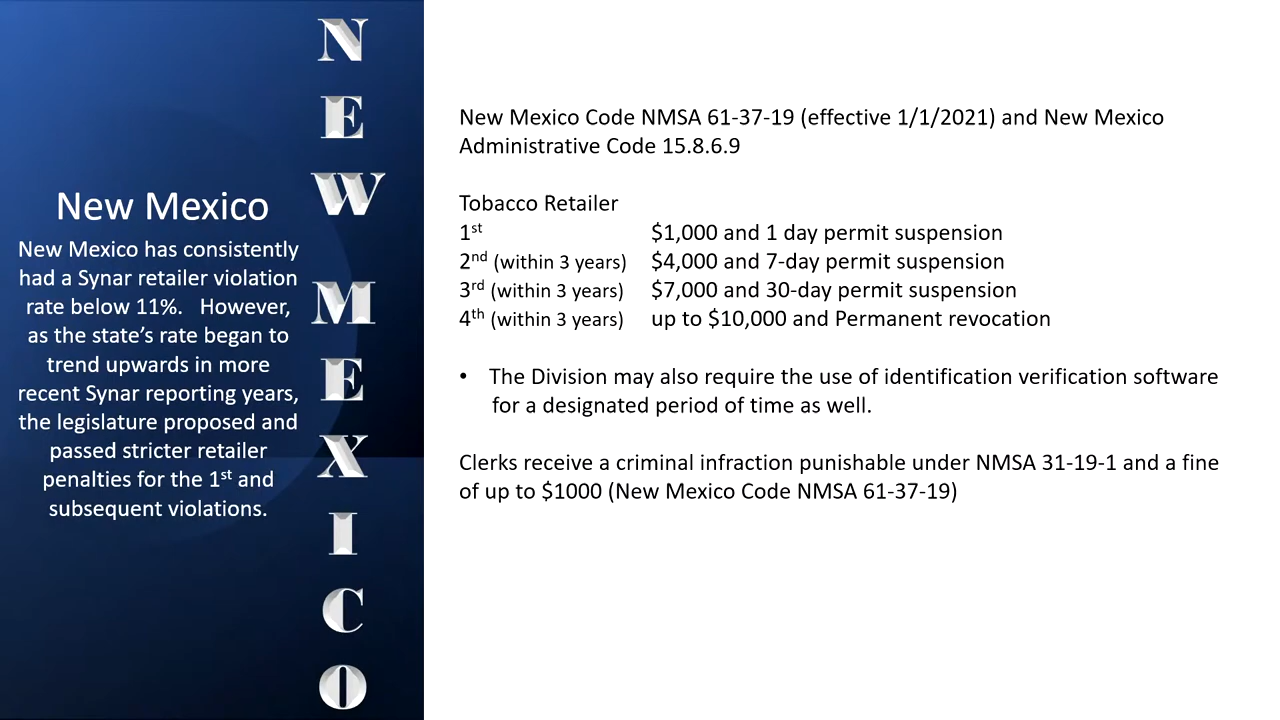 New Mexico
New Mexico has consistently
had a Synar retailer violation
rate below 11%.   However,
as the state’s rate began to
trend upwards in more
recent Synar reporting years,
the legislature proposed and
passed stricter retailer
penalties for the 1st and
subsequent violations.
N
E
W
M
E
X
I
C
O
New Mexico Code NMSA 61-37-19 (effective 1/1/2021) and New Mexico
Administrative Code 15.8.6.9
Tobacco Retailer
1st $1,000 and 1 day permit suspension
2nd (within 3 years) $4,000 and 7-day permit suspension
3rd (within 3 years) $7,000 and 30-day permit suspension
4th (within 3 years) up to $10,000 and Permanent revocation
• The Division may also require the use of identification verification software
for a designated period of time as well.
Clerks receive a criminal infraction punishable under NMSA 31-19-1 and a fine
of up to $1000 (New Mexico Code NMSA 61-37-19)